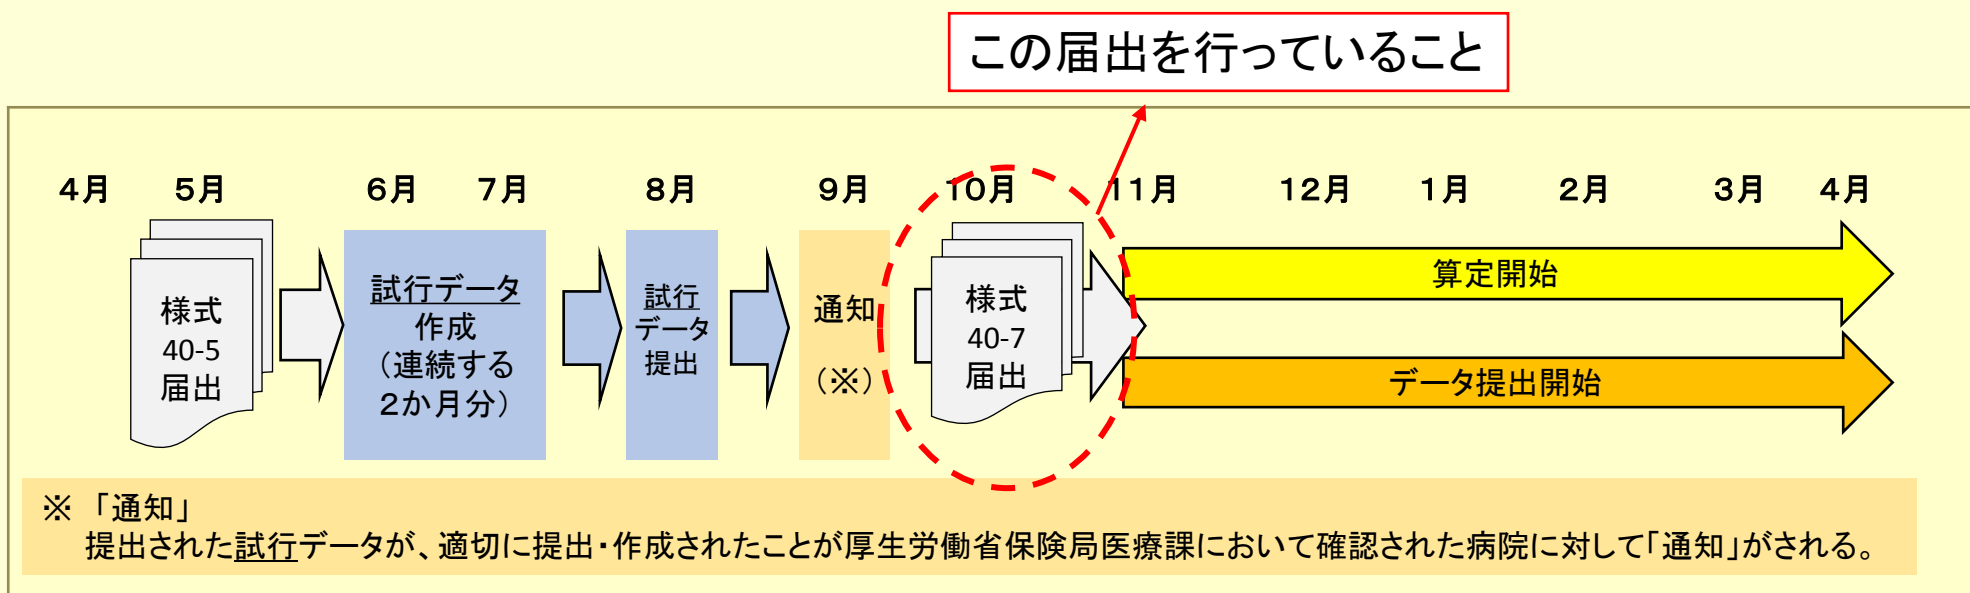 この届出を行っていること
４月 ５月 ６月 ７月 ８月 ９月 10月 11月 12月 １月 ２月 ３月 ４月
様式
40-5
届出
試行データ
作成
（連続する
２か月分）
試行
データ
提出
通知
（※）
様式
40-7
届出
算定開始
データ提出開始
※ 「通知」
提出された試行データが、適切に提出・作成されたことが厚生労働省保険局医療課において確認された病院に対して「通知」がされる。